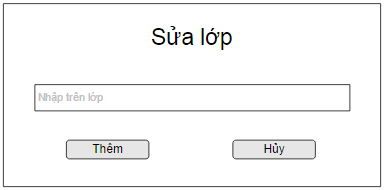 Sửa lớp
Nhập trên lớp
Thêm
Hủy